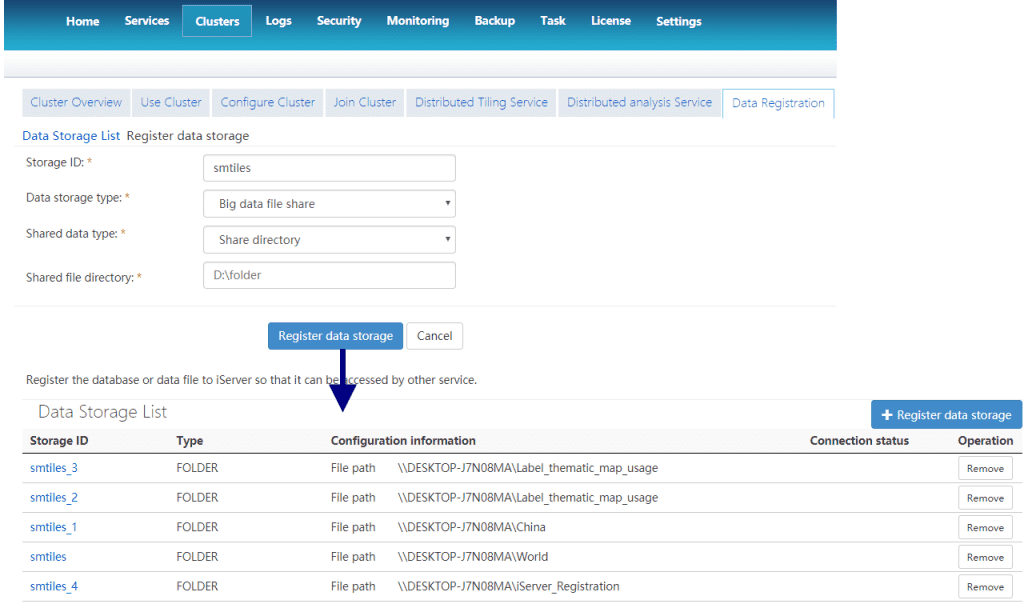 Home Services Clusters Logs Security Monitoring Backup Task License Settings
Cluster Overview Use Cluster Configure Cluster Join Cluster Distributed Tiling Service Distributed analysis Service Data Registration
Data Storage List Register data storage
Storage ID: * smtiles
Data storage type: * Big data file share
Shared data type: * Share directory
Shared file directory: * D:\folder
Register data storage Cancel
Register the database or data file to iServer so that it can be accessed by other service.
Data Storage List + Register data storage
Storage ID Type Configuration information Connection status Operation
smtiles_3 FOLDER File path \\DESKTOP-J7N08MA\Label_thematic_map_usage Remove
smtiles_2 FOLDER File path \\DESKTOP-J7N08MA\Label_thematic_map_usage Remove
smtiles_1 FOLDER File path \\DESKTOP-J7N08MA\China Remove
smtiles FOLDER File path \\DESKTOP-J7N08MA\World Remove
smtiles_4 FOLDER File path \\DESKTOP-J7N08MA\iServer_Registration Remove